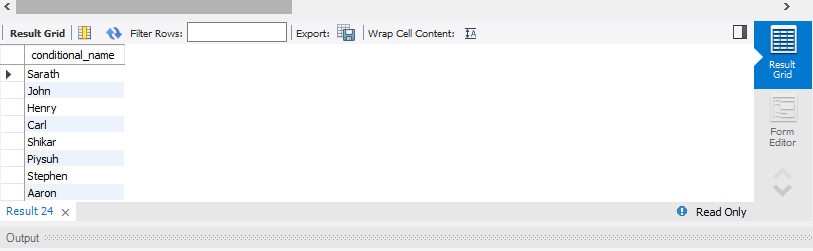 Result Grid Filter Rows: Export: Wrap Cell Content: IA
conditional_name
Sarath
John
Henry
Carl
Shikar
Piysuh
Stephen
Aaron
Result Grid
Form Editor
Result 24 × Read Only
Output